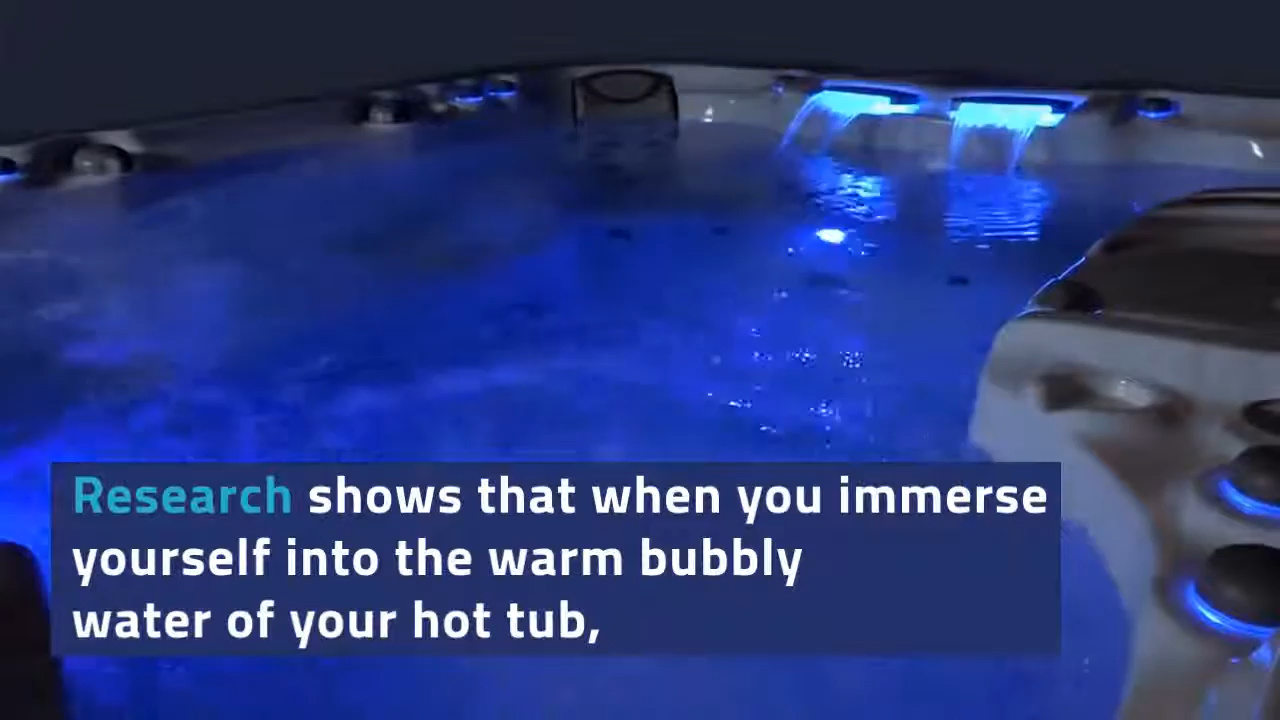 Research shows that when you immerse
yourself into the warm bubbly
water of your hot tub,